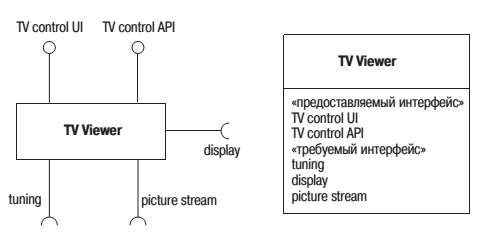 TV control UI
TV control API
TV Viewer
display
tuning
picture stream
TV Viewer
«предоставляемый интерфейс»
TV control UI
TV control API
«требуемый интерфейс»
tuning
display
picture stream